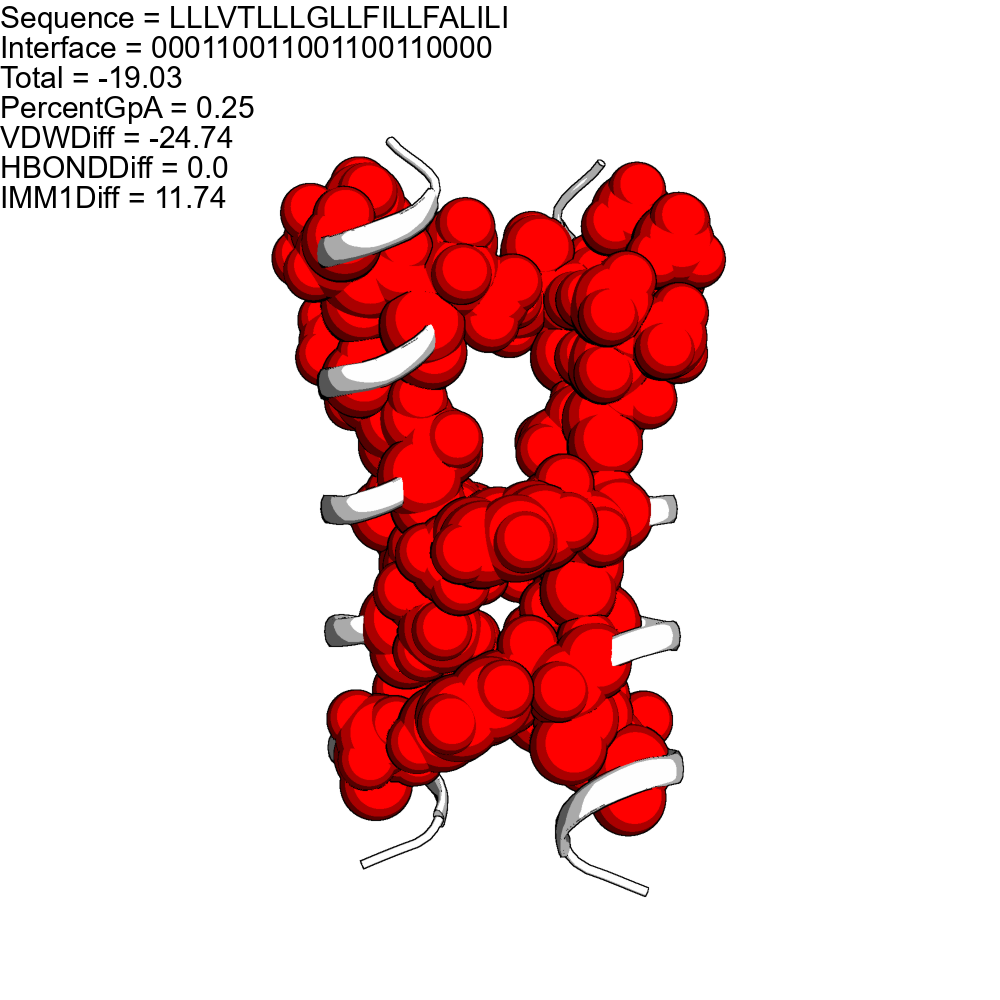 Sequence = LLLVTLLLGLLFILLFALILI
Interface = 000110011001100110000
Total = -19.03
PercentGpA = 0.25
VDWDiff = -24.74
HBONDDiff = 0.0
IMM1Diff = 11.74